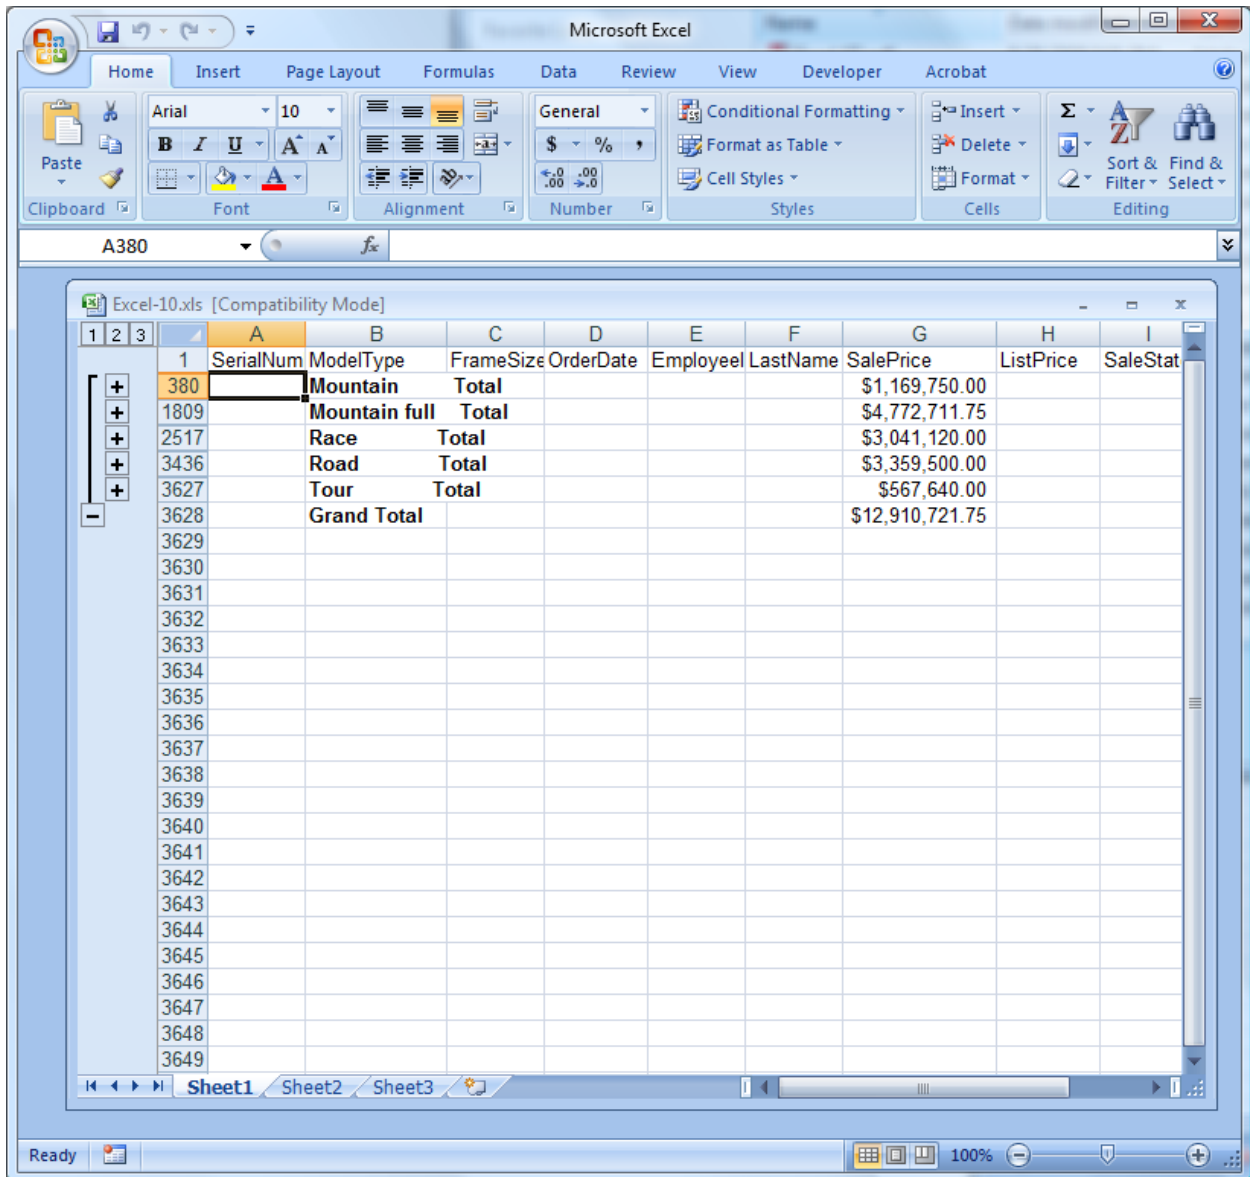 Microsoft Excel
Home Insert Page Layout Formulas Data Review View Developer Acrobat
Arial 10 General Conditional Formatting Insert Σ
Paste B I U A A $ % , Format as Table Delete Sort & Filter Find & Select
A Cell Styles Format
Clipboard Font Alignment Number Styles Cells Editing
A380 fx
Excel-10.xls [Compatibility Mode]
1 2 3 A B C D E F G H I
1 SerialNum ModelType FrameSize OrderDate EmployeeI LastName SalePrice ListPrice SaleStat
380 Mountain Total $1,169,750.00
1809 Mountain full Total $4,772,711.75
2517 Race Total $3,041,120.00
3436 Road Total $3,359,500.00
3627 Tour Total $567,640.00
3628 Grand Total $12,910,721.75
3629
3630
3631
3632
3633
3634
3635
3636
3637
3638
3639
3640
3641
3642
3643
3644
3645
3646
3647
3648
3649
Sheet1 Sheet2 Sheet3
Ready 100%